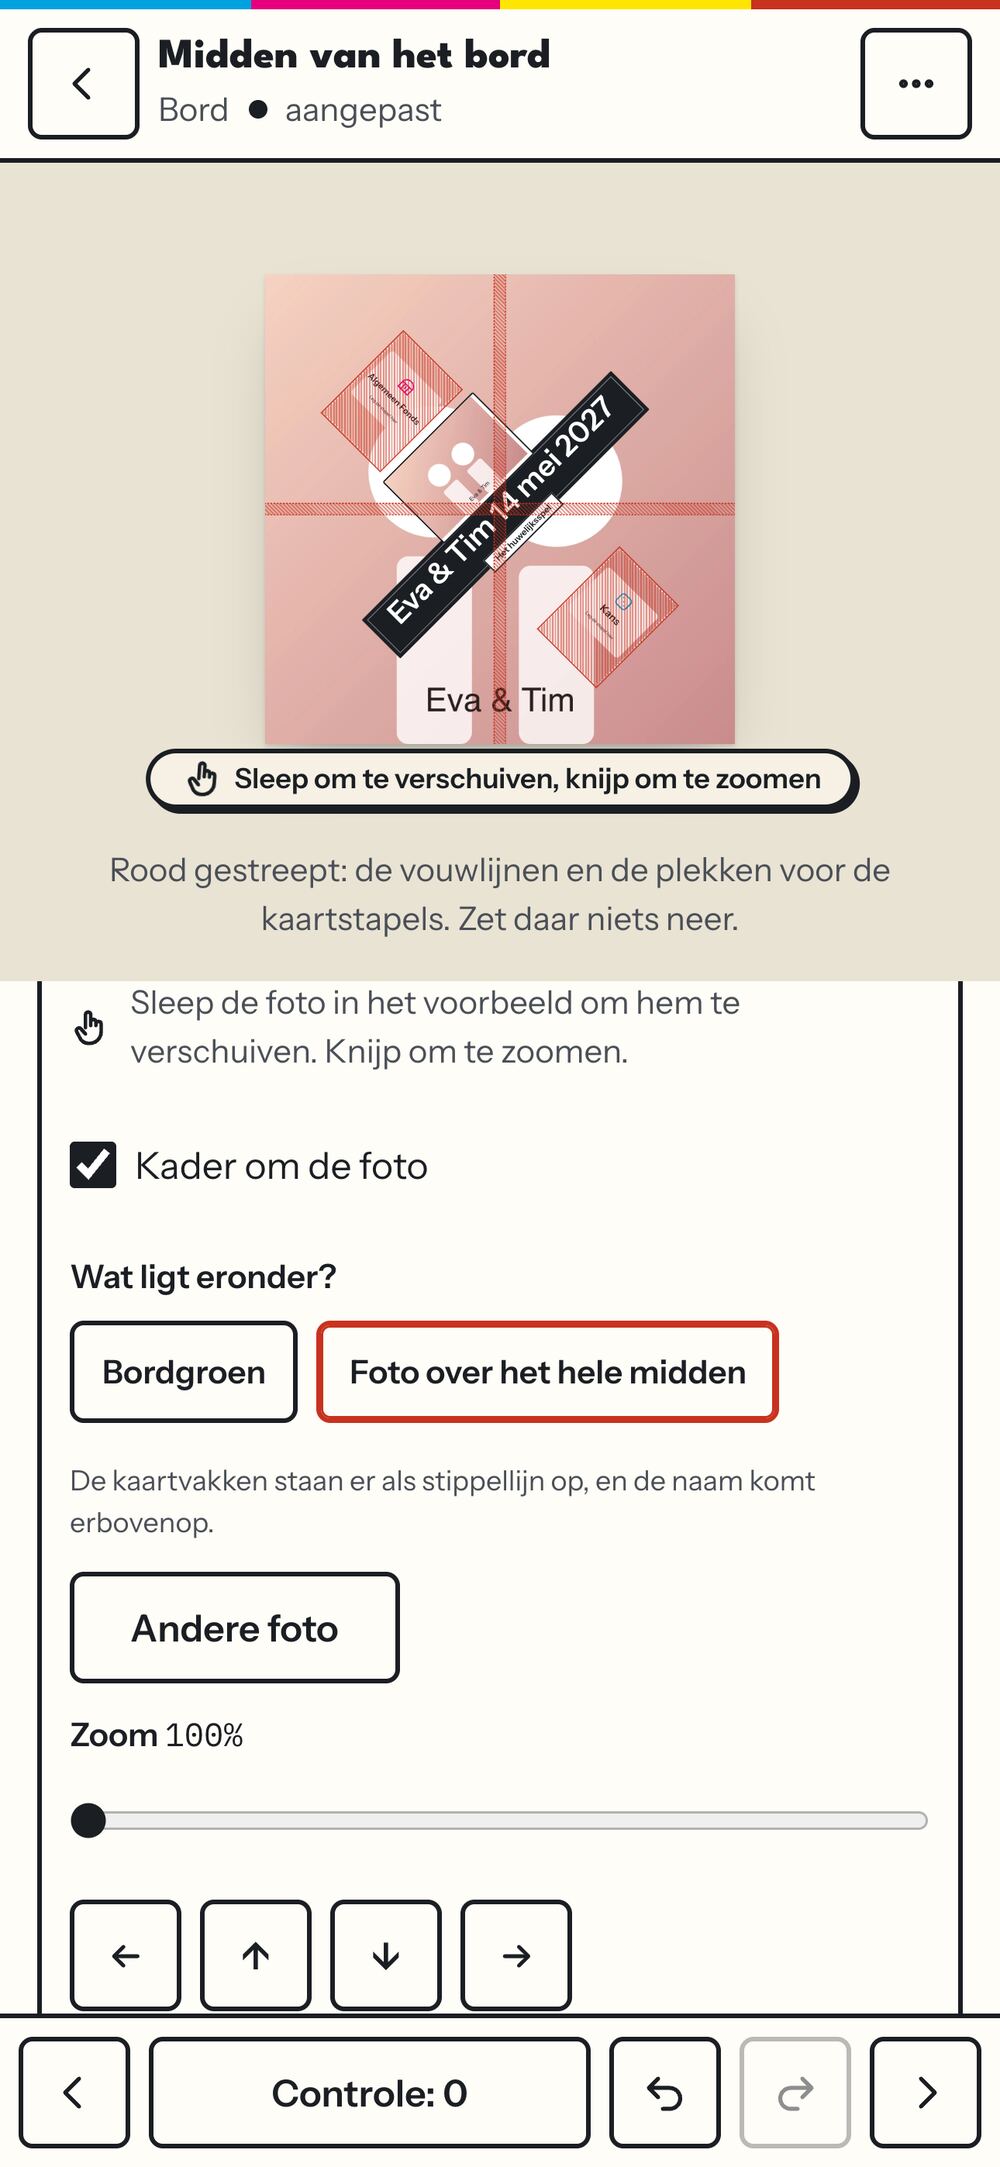 Midden van het bord
Bord ● aangepast
Algemeen Fonds
Eva & Tim 14 mei 2027
Eva & Tim
Het huwelijksspel
Kans
Eva & Tim
Sleep om te verschuiven, knijp om te zoomen
Rood gestreept: de vouwlijnen en de plekken voor de
kaartstapels. Zet daar niets neer.
Sleep de foto in het voorbeeld om hem te
verschuiven. Knijp om te zoomen.
Kader om de foto
Wat ligt eronder?
Bordgroen
Foto over het hele midden
De kaartvakken staan er als stippellijn op, en de naam komt
erbovenop.
Andere foto
Zoom 100%
Controle: 0